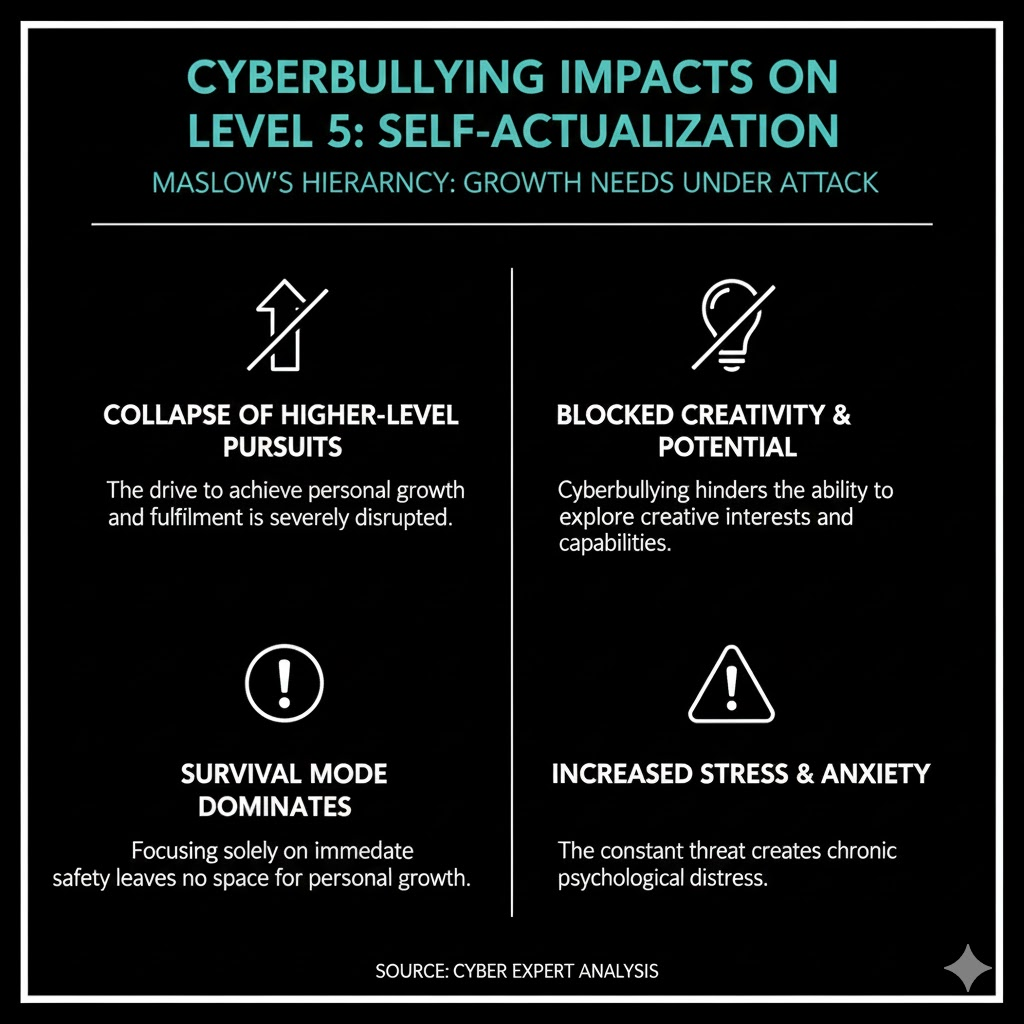 CYBERBULLYING IMPACTS ON
LEVEL 5: SELF-ACTUALIZATION
MASLOW'S HIERARNCY: GROWTH NEEDS UNDER ATTACK
COLLAPSE OF HIGHER-LEVEL
PURSUITS
The drive to achieve personal growth
and fulfilment is severely disrupted.
BLOCKED CREATIVITY &
POTENTIAL
Cyberbullying hinders the ability to
explore creative interests and
capabilities.
SURVIVAL MODE
DOMINATES
Focusing solely on immedate
safety leaves no space for personal growth.
INCREASED STRESS & ANXIETY
The constant threat creates chronic
psychological distress.
SOURCE: CYBER EXPERT ANALYSIS